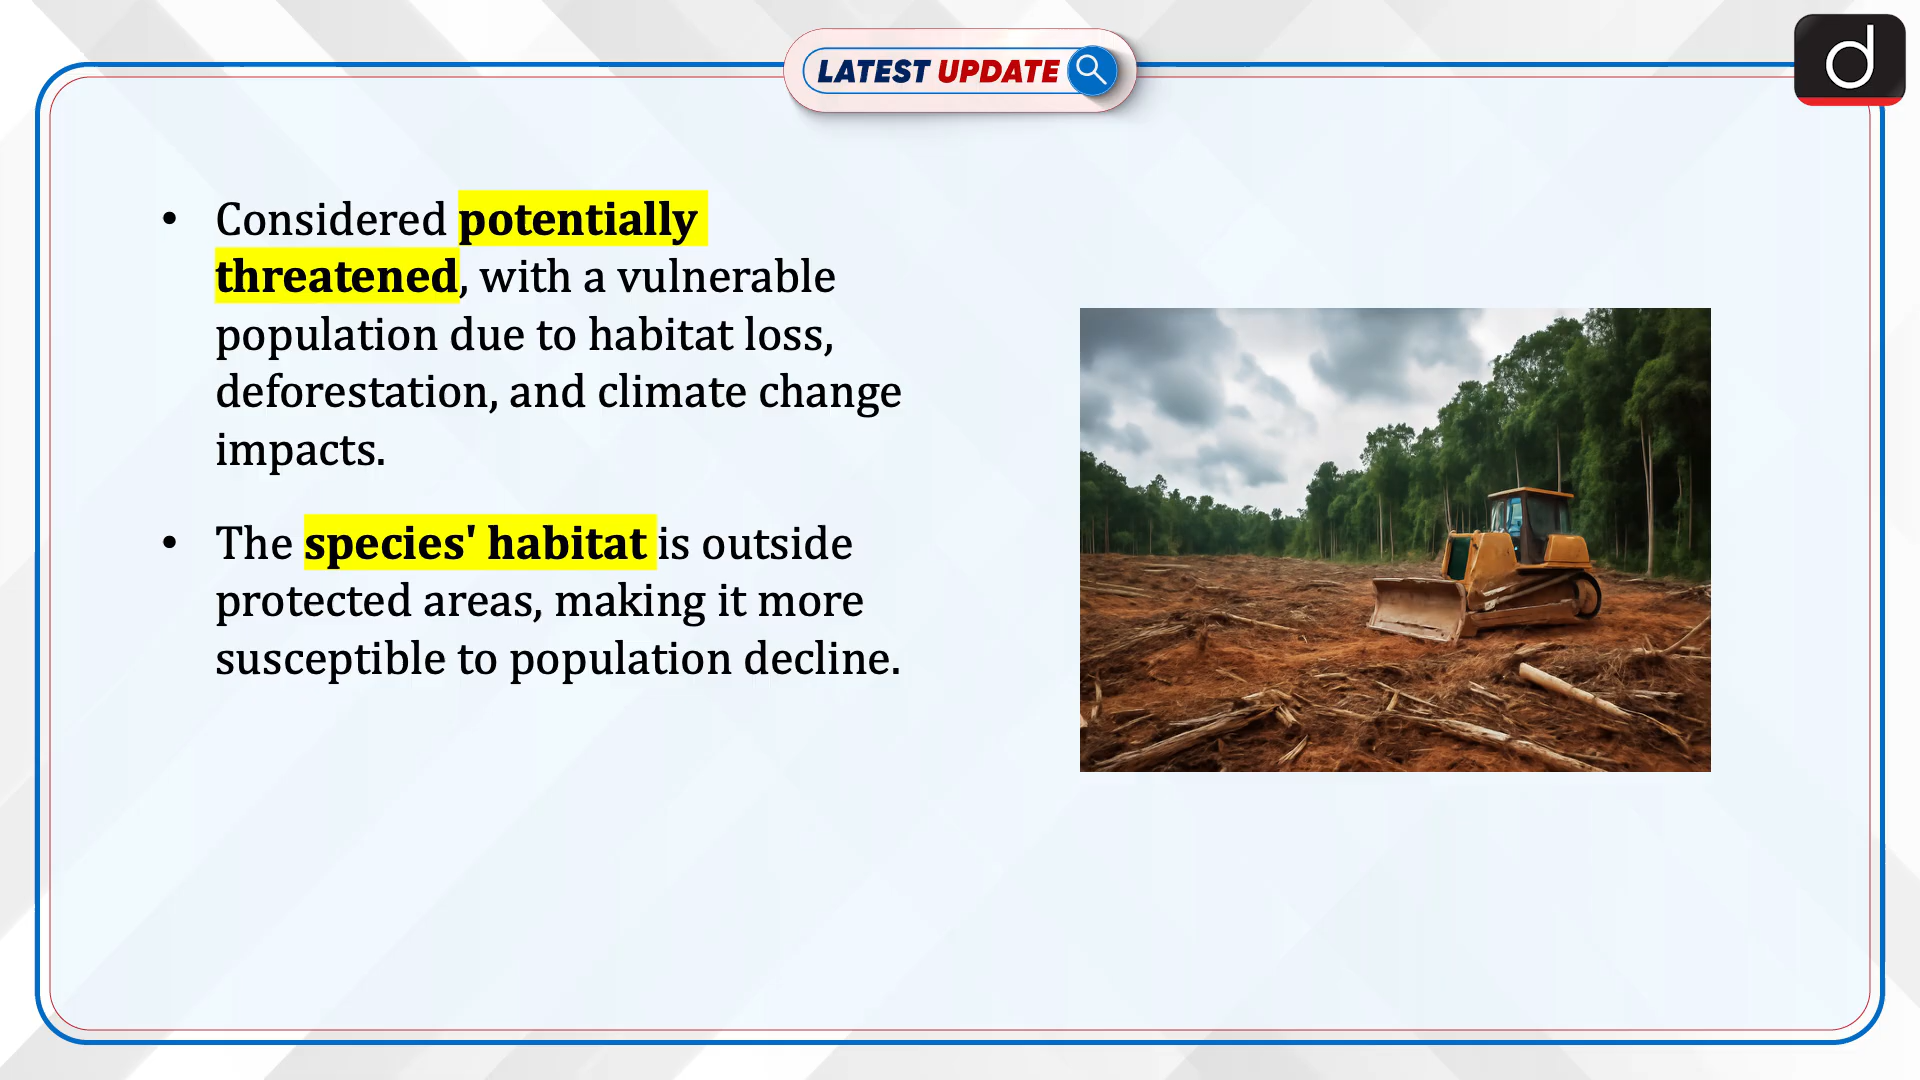 LATEST UPDATE
d
• Considered potentially
threatened, with a vulnerable
population due to habitat loss,
deforestation, and climate change
impacts.
• The species' habitat is outside
protected areas, making it more
susceptible to population decline.